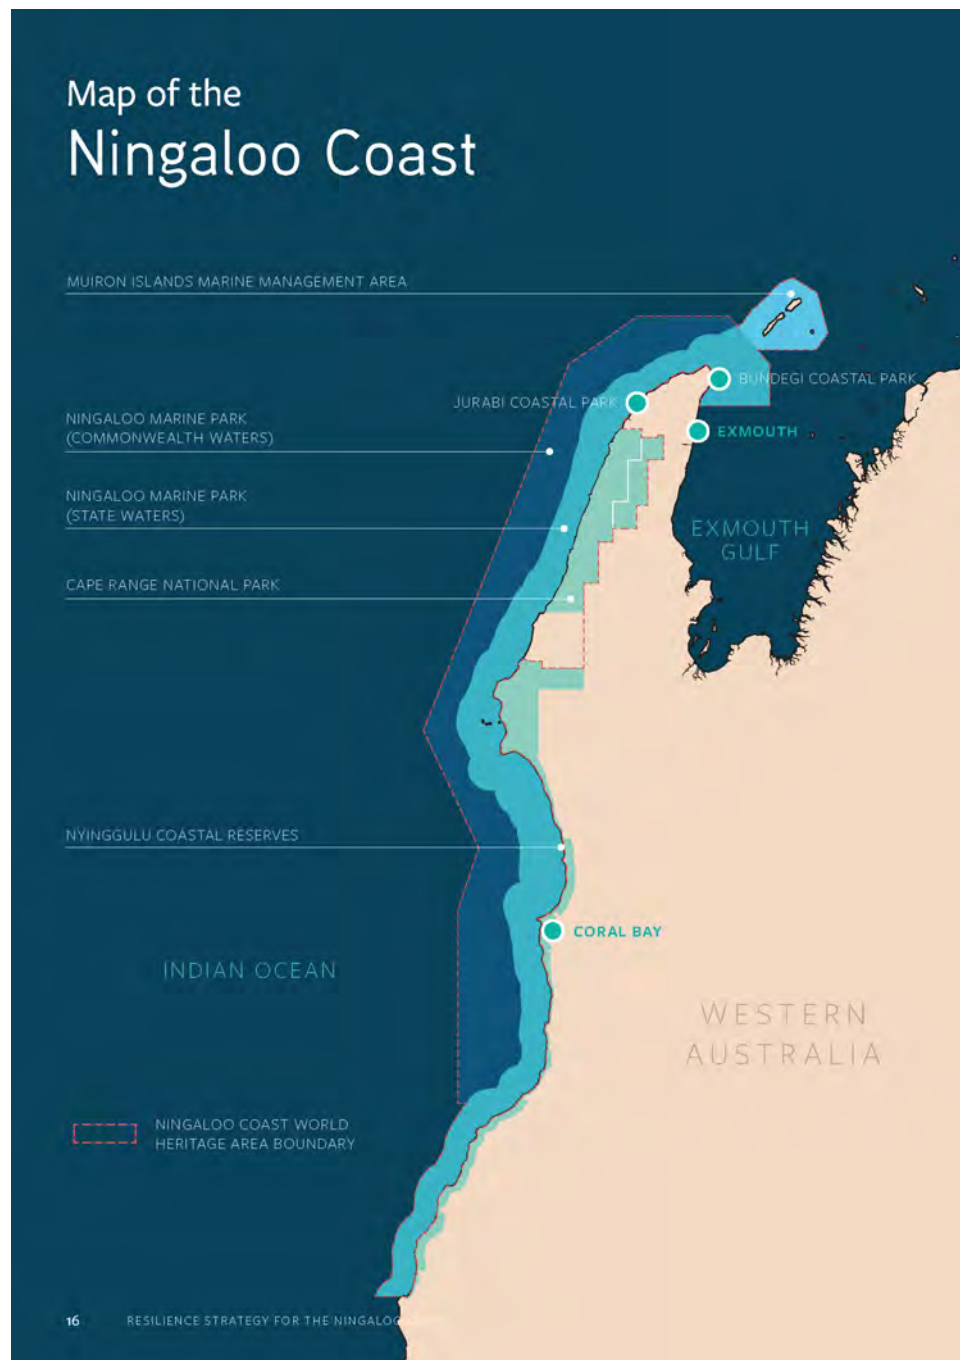 Map of the
Ningaloo Coast
MUIRON ISLANDS MARINE MANAGEMENT AREA
BUNDEGI COASTAL PARK
JURABI COASTAL PARK
NINGALOO MARINE PARK
(COMMONWEALTH WATERS)
EXMOUTH
NINGALOO MARINE PARK
(STATE WATERS)
EXMOUTH
GULF
CAPE RANGE NATIONAL PARK
NYINGGULU COASTAL RESERVES
CORAL BAY
INDIAN OCEAN
WESTERN
AUSTRALIA
NINGALOO COAST WORLD
HERITAGE AREA BOUNDARY
16
RESILIENCE STRATEGY FOR THE